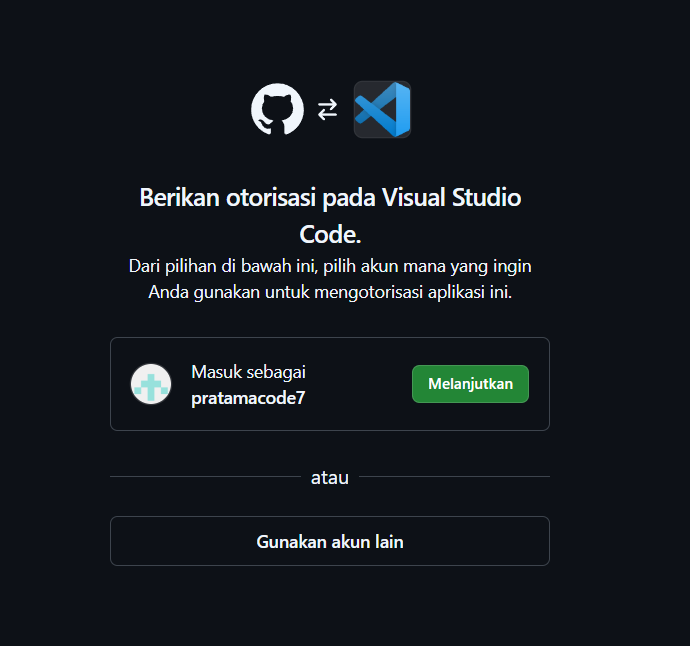 Berikan otorisasi pada Visual Studio
Code.
Dari pilihan di bawah ini, pilih akun mana yang ingin
Anda gunakan untuk mengotorisasi aplikasi ini.
Masuk sebagai
pratamacode7
Melanjutkan
atau
Gunakan akun lain